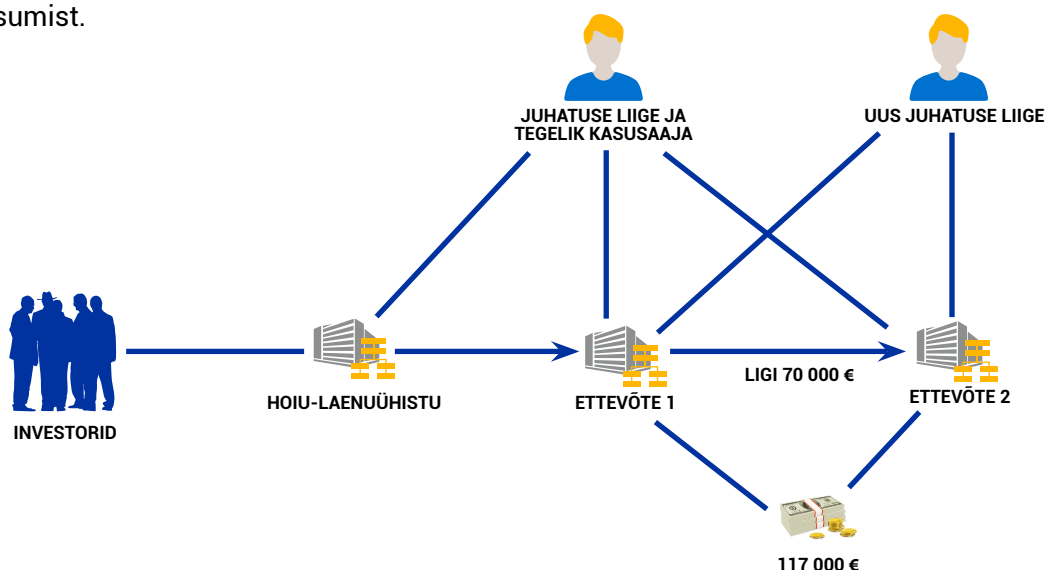 sumist.
JUHATUSE LIIGE JA
TEGELIK KASUSAAJA
UUS JUHATUSE LIIGE
LIGI 70 000 €
HOIU-LAENUÜHISTU
ETTEVÕTE 1
ETTEVÕTE 2
INVESTORID
117 000 €